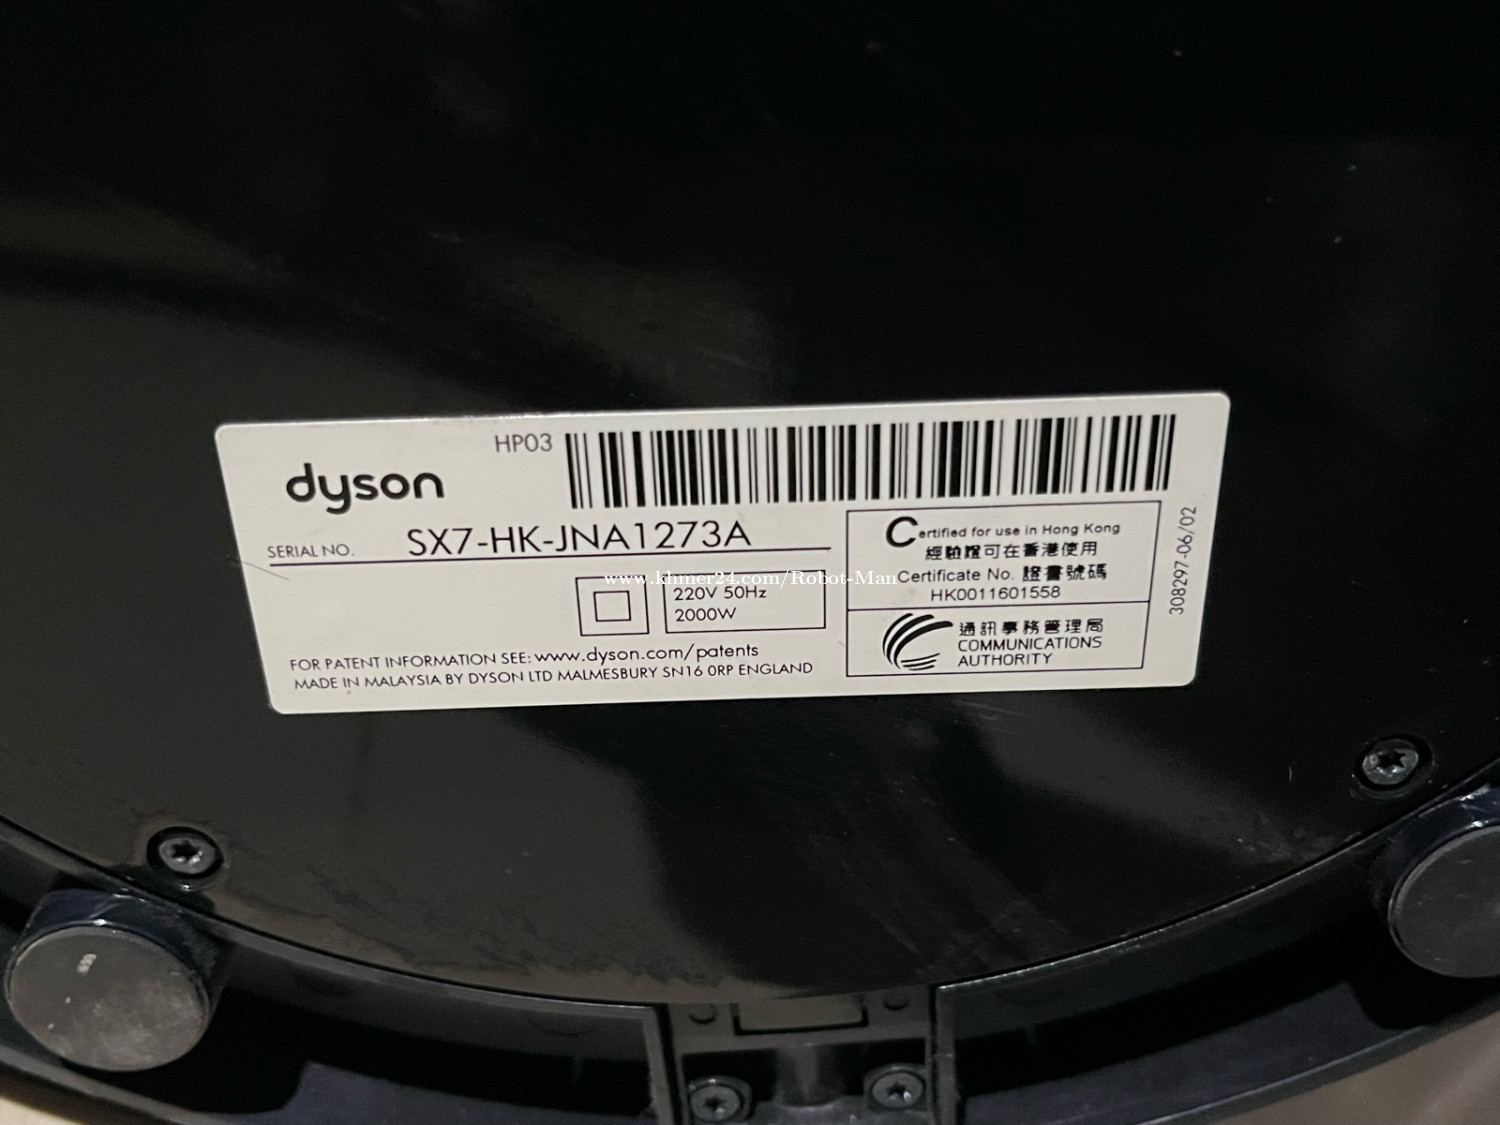 HP03
dyson
SERIAL NO. SX7-HK-JNA1273A
220V 50Hz
2000W
FOR PATENT INFORMATION SEE: www.dyson.com/patents
MADE IN MALAYSIA BY DYSON LTD MALMESBURY SN16 0RP ENGLAND
Certified for use in Hong Kong
經驗證可在香港使用
Certificate No. 證書號碼
HK0011601558
通訊事務管理局
COMMUNICATIONS
AUTHORITY
308297-06/02
www.khmer24.com/Robot-Man